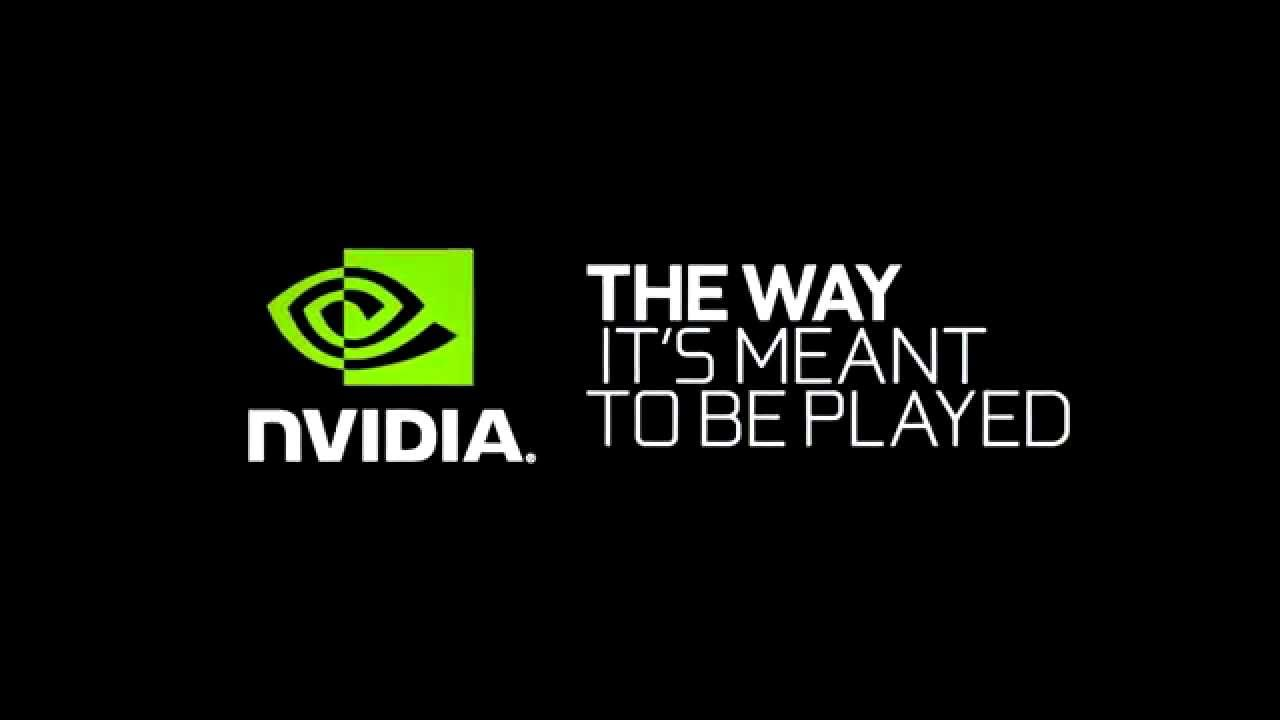 NVIDIA.
THE WAY
IT'S MEANT
TO BE PLAYED